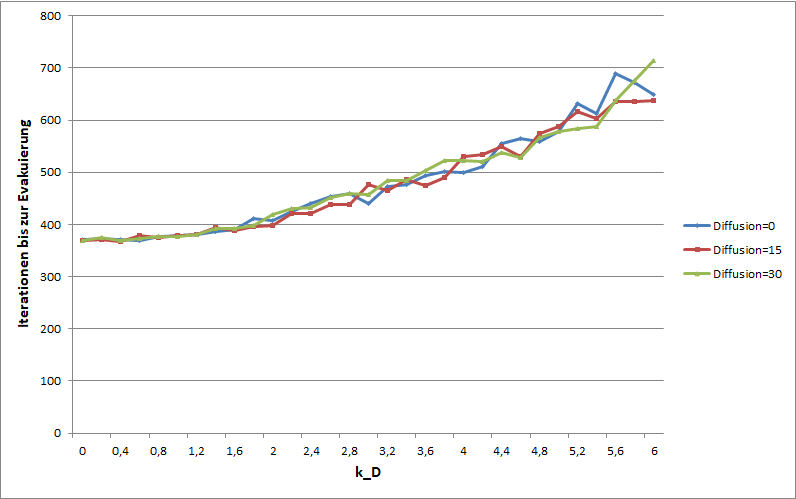 800
700
600
500
400
300
200
100
0
Iterationen bis zur Evakuierung
0 0,4 0,8 1,2 1,6 2 2,4 2,8 3,2 3,6 4 4,4 4,8 5,2 5,6 6
k_D
Diffusion=0
Diffusion=15
Diffusion=30